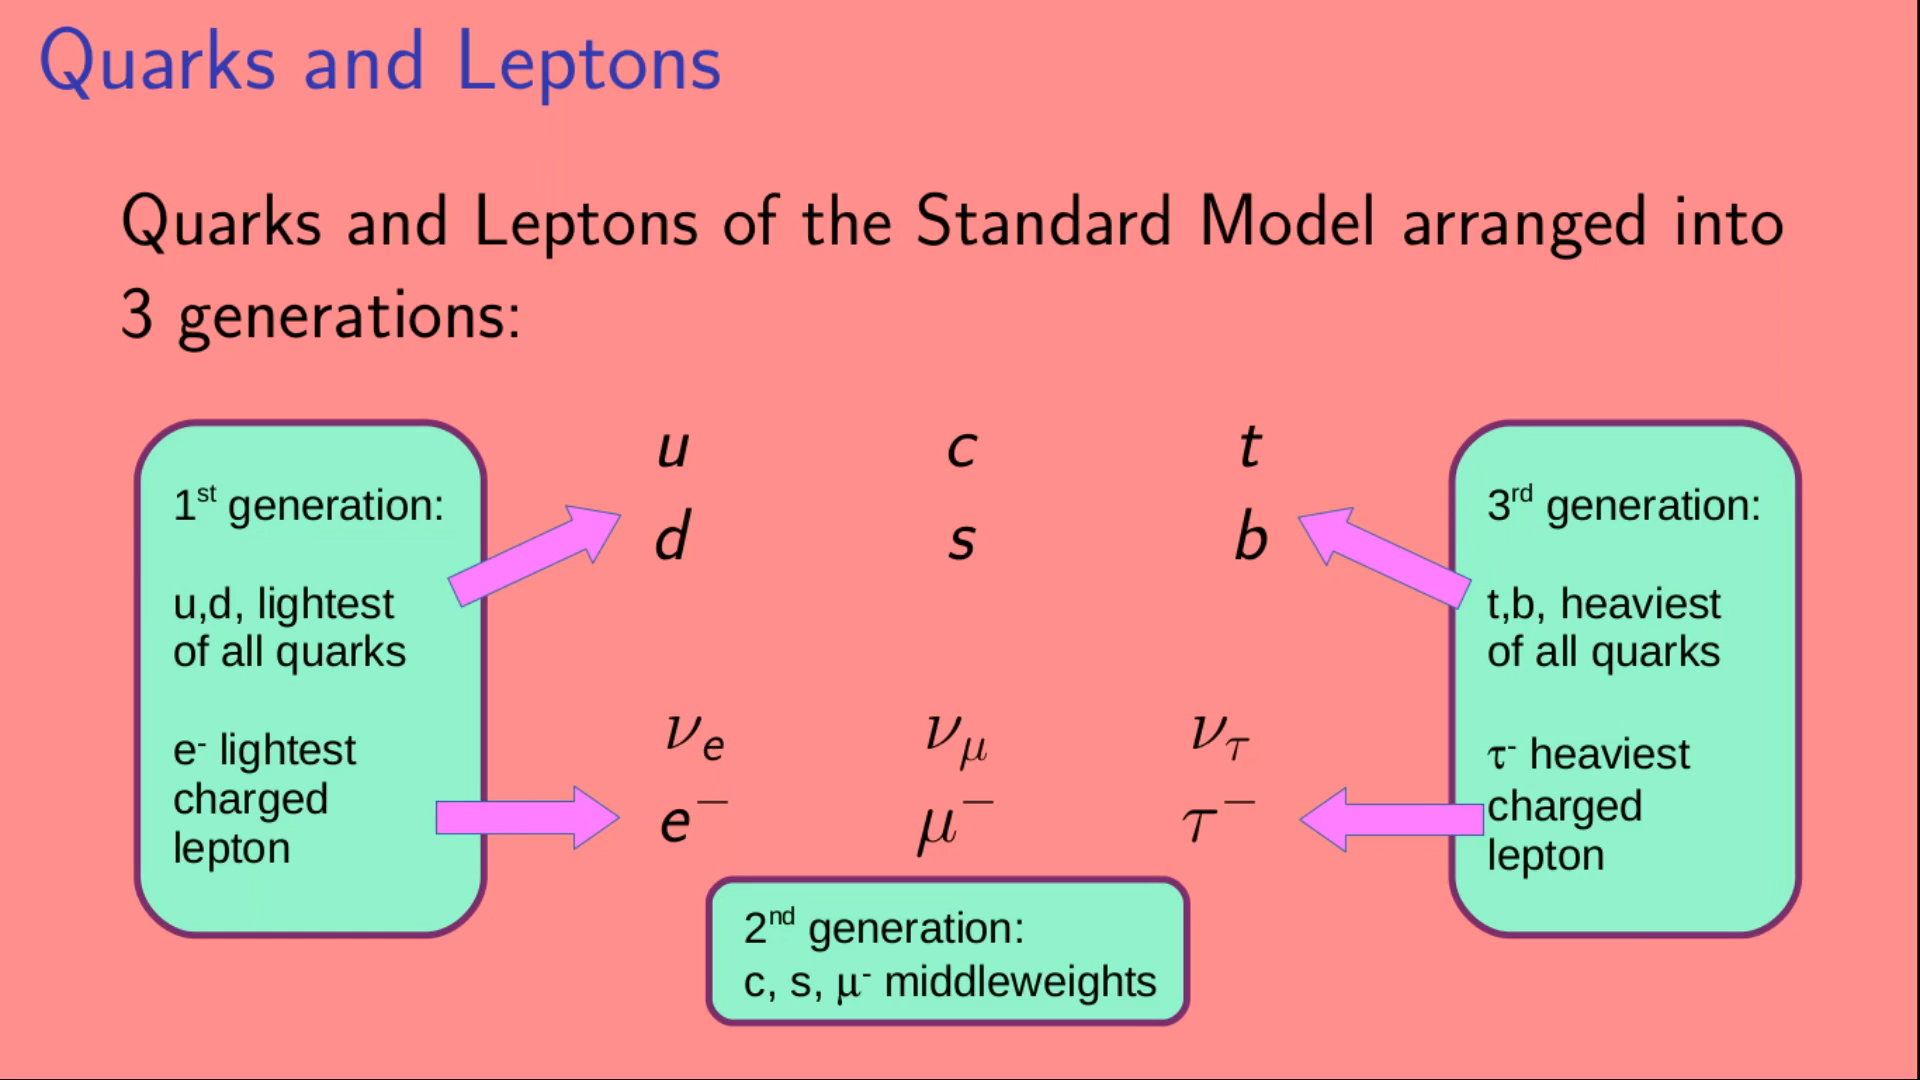 Quarks and Leptons
Quarks and Leptons of the Standard Model arranged into
3 generations:
1st generation:
u,d, lightest
of all quarks
e- lightest
charged
lepton
u c t
d s b
νe νμ ντ
e− μ− τ−
3rd generation:
t,b, heaviest
of all quarks
τ- heaviest
charged
lepton
2nd generation:
c, s, μ- middleweights